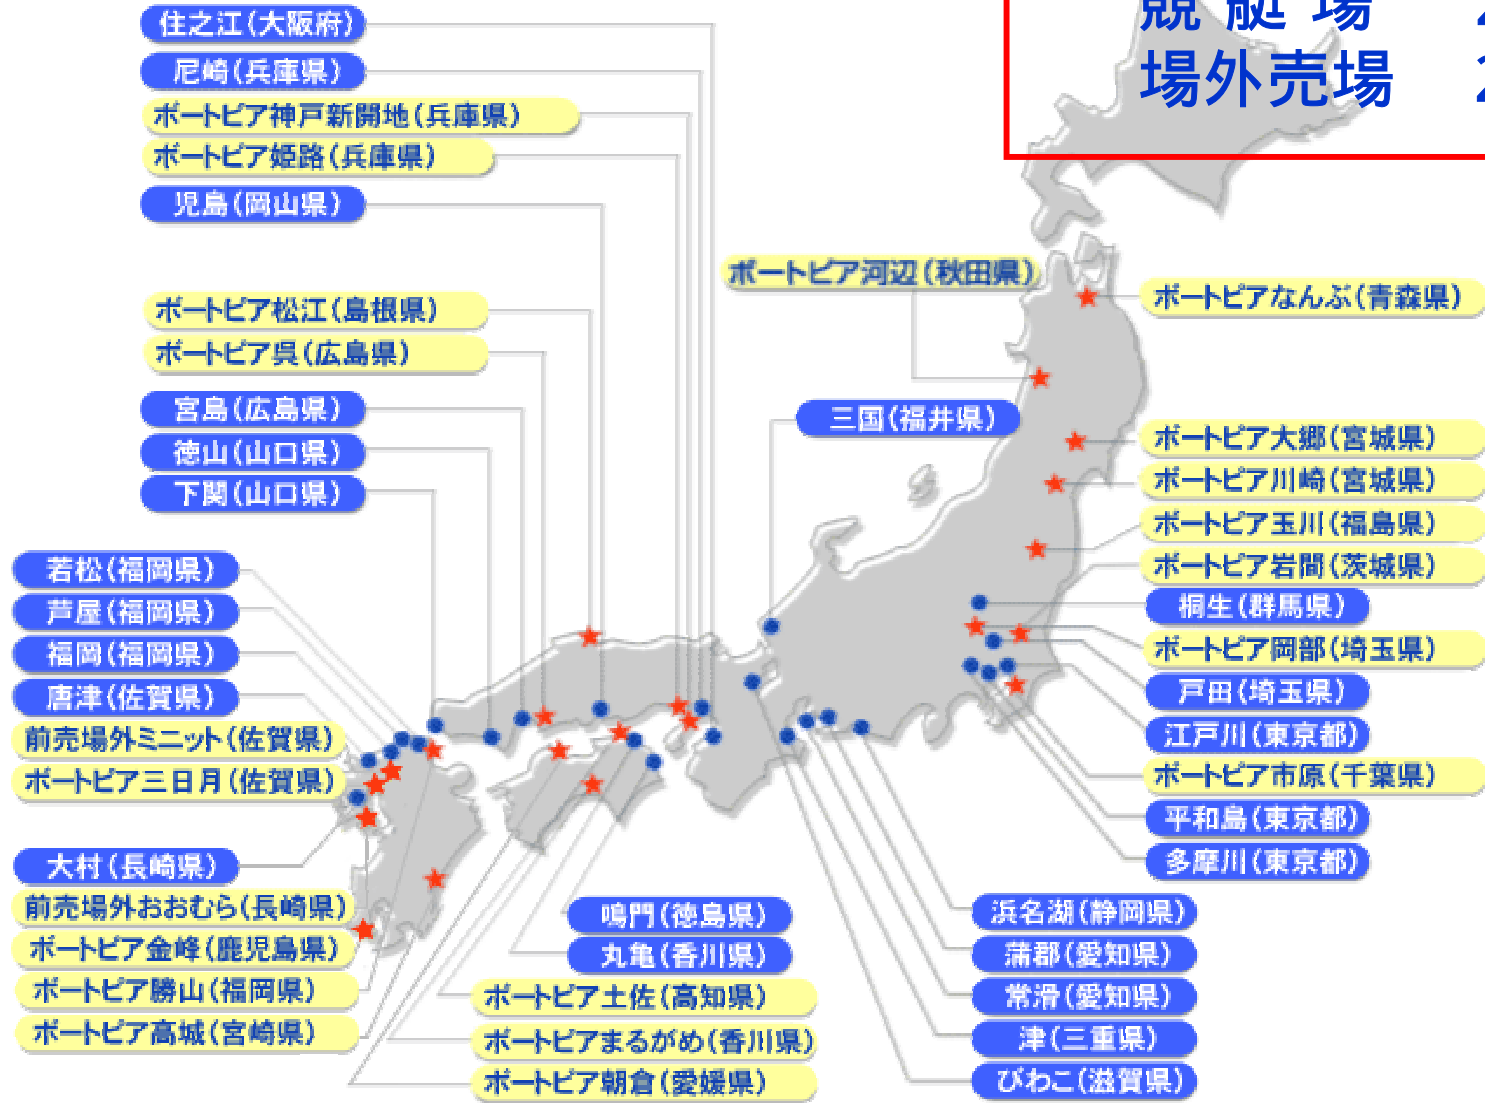 住之江(大阪府)
尼崎(兵庫県)
ボートピア神戸新開地(兵庫県)
ボートピア姫路(兵庫県)
児島(岡山県)
ボートピア松江(島根県)
ボートピア呉(広島県)
宮島(広島県)
徳山(山口県)
下関(山口県)
若松(福岡県)
芦屋(福岡県)
福岡(福岡県)
唐津(佐賀県)
前売場外ミニット(佐賀県)
ボートピア三日月(佐賀県)
大村(長崎県)
前売場外おおむら(長崎県)
ボートピア金峰(鹿児島県)
ボートピア勝山(福岡県)
ボートピア高城(宮崎県)
競艇場
場外売場
ボートピア河辺(秋田県)
三国(福井県)
ボートピアなんぶ(青森県)
ボートピア大郷(宮城県)
ボートピア川崎(宮城県)
ボートピア玉川(福島県)
ボートピア岩間(茨城県)
桐生(群馬県)
ボートピア岡部(埼玉県)
戸田(埼玉県)
江戸川(東京都)
ボートピア市原(千葉県)
平和島(東京都)
多摩川(東京都)
鳴門(徳島県)
丸亀(香川県)
ボートピア土佐(高知県)
ボートピアまるがめ(香川県)
ボートピア朝倉(愛媛県)
浜名湖(静岡県)
蒲郡(愛知県)
常滑(愛知県)
津(三重県)
びわこ(滋賀県)